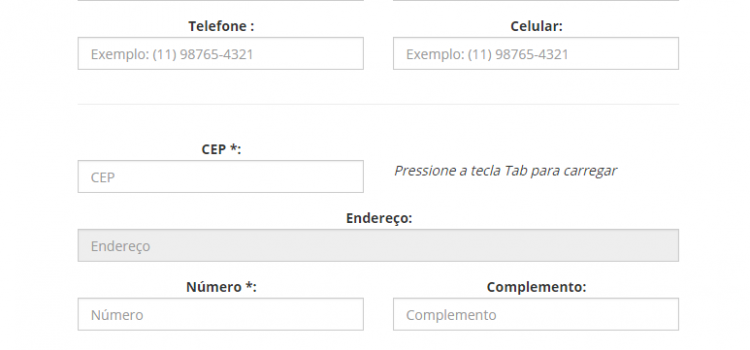 Telefone : Celular:
Exemplo: (11) 98765-4321 Exemplo: (11) 98765-4321
CEP *:
CEP Pressione a tecla Tab para carregar
Endereço:
Endereço
Número *: Complemento:
Número Complemento